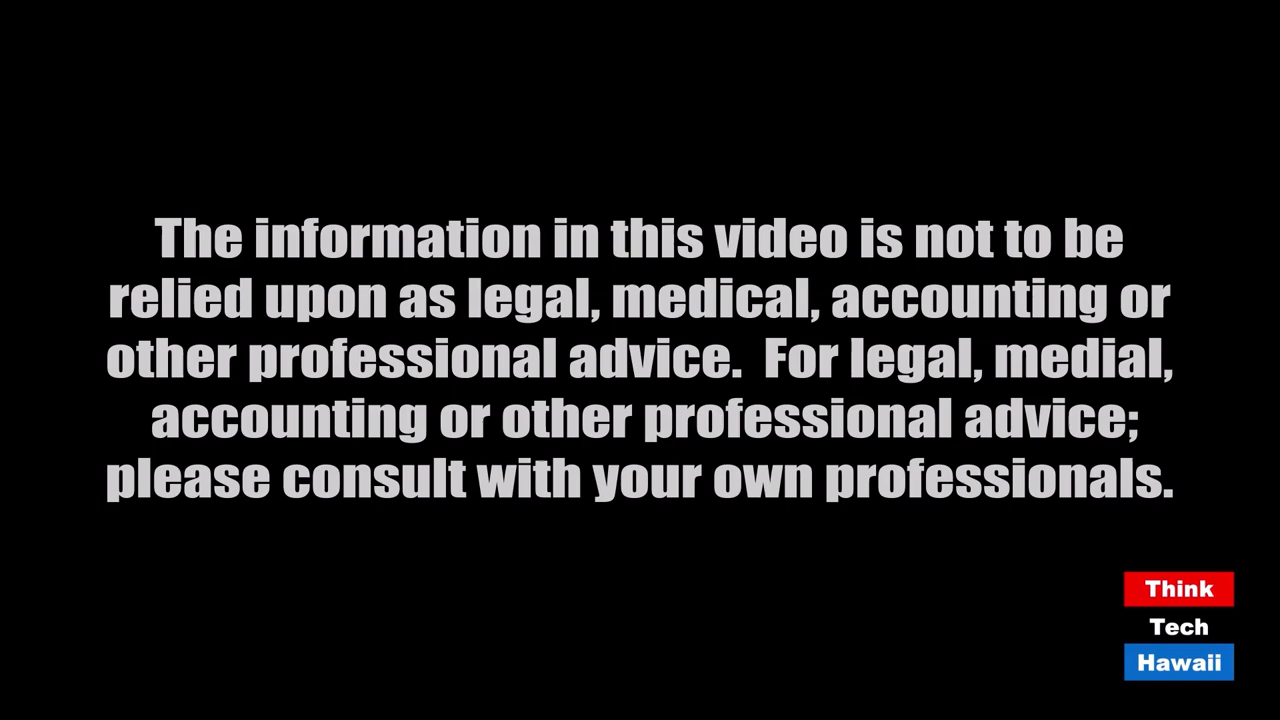 The information in this video is not to be
relied upon as legal, medical, accounting or
other professional advice.  For legal, medial,
accounting or other professional advice;
please consult with your own professionals.
Think
Tech
Hawaii